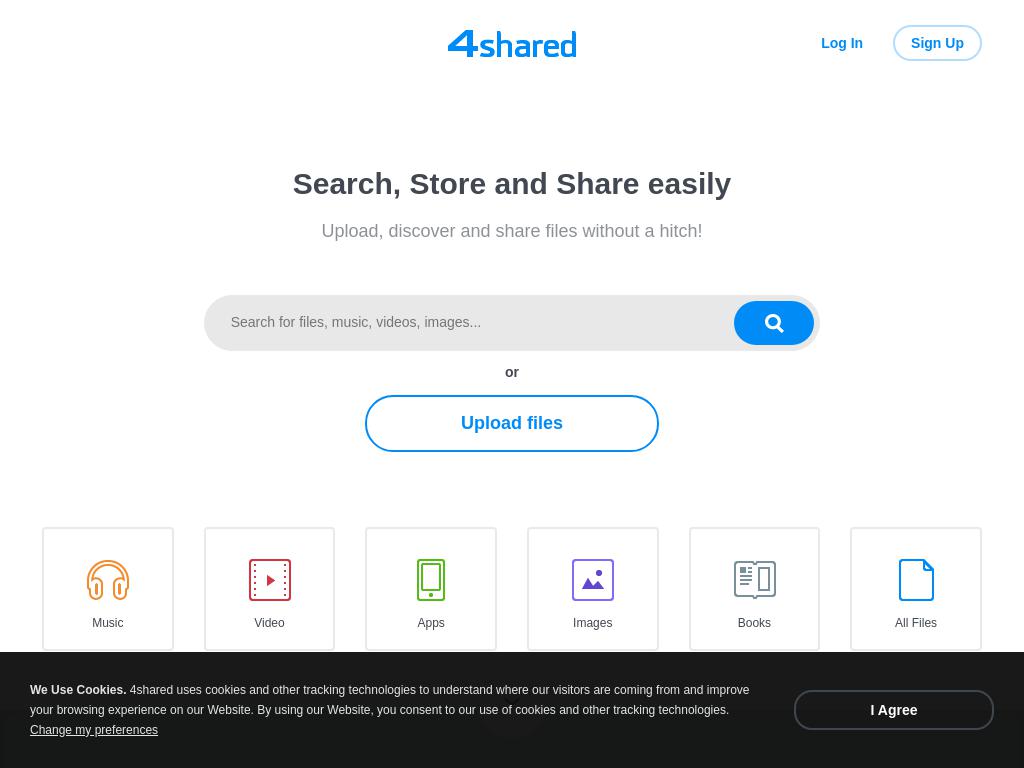 4shared
Log In
Sign Up
Search, Store and Share easily
Upload, discover and share files without a hitch!
Search for files, music, videos, images...
or
Upload files
Music
Video
Apps
Images
Books
All Files
We Use Cookies. 4shared uses cookies and other tracking technologies to understand where our visitors are coming from and improve
your browsing experience on our Website. By using our Website, you consent to our use of cookies and other tracking technologies.
Change my preferences
I Agree